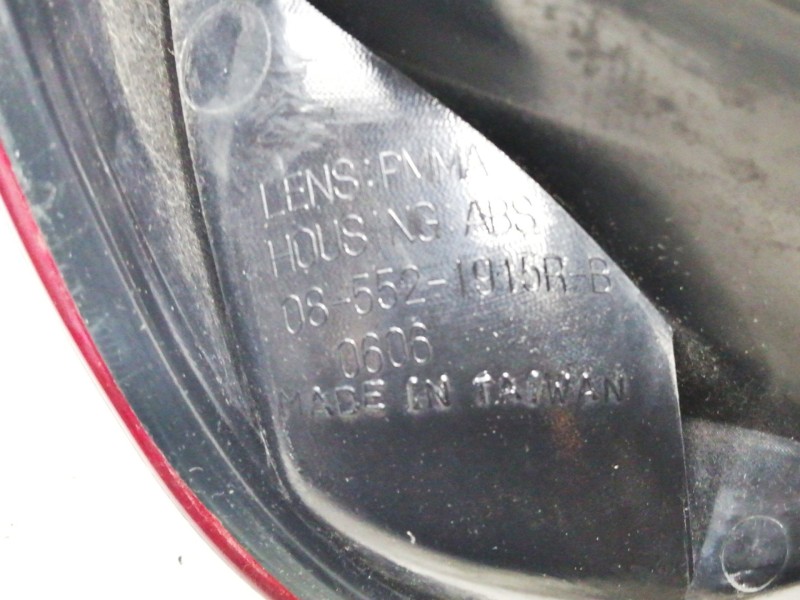 LENS:PMMA
HOUSING ABS
08-552-1915R-B
0606
MADE IN TAIWAN